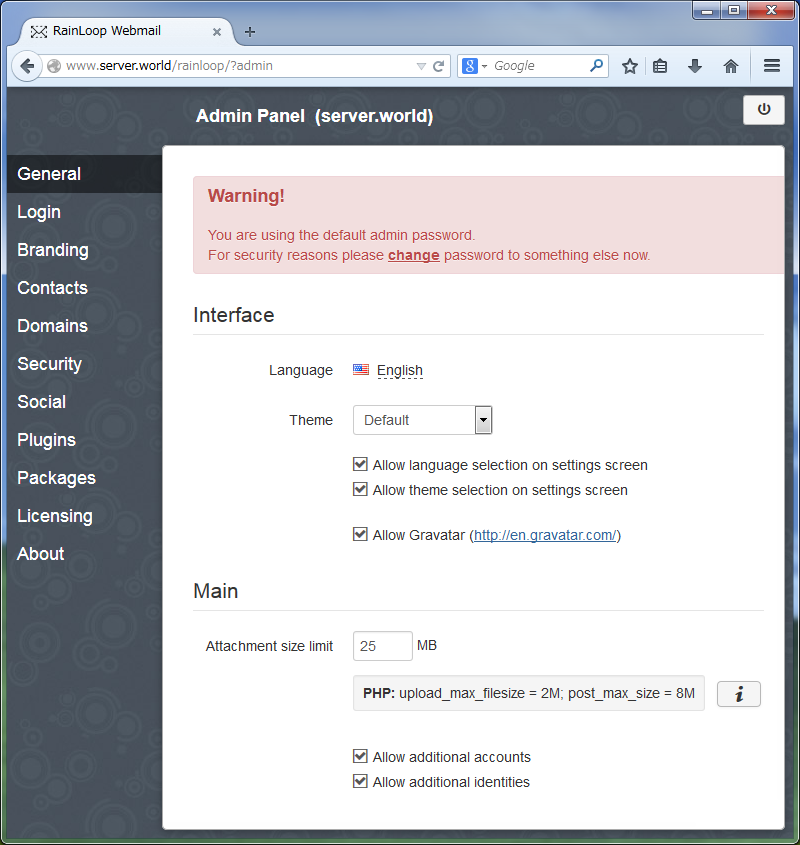 RainLoop Webmail
www.server.world/rainloop/?admin
Google
Admin Panel (server.world)
General
Login
Branding
Contacts
Domains
Security
Social
Plugins
Packages
Licensing
About
Warning!
You are using the default admin password.
For security reasons please change password to something else now.
Interface
Language English
Theme Default
Allow language selection on settings screen
Allow theme selection on settings screen
Allow Gravatar (http://en.gravatar.com/)
Main
Attachment size limit 25 MB
PHP: upload_max_filesize = 2M; post_max_size = 8M
Allow additional accounts
Allow additional identities